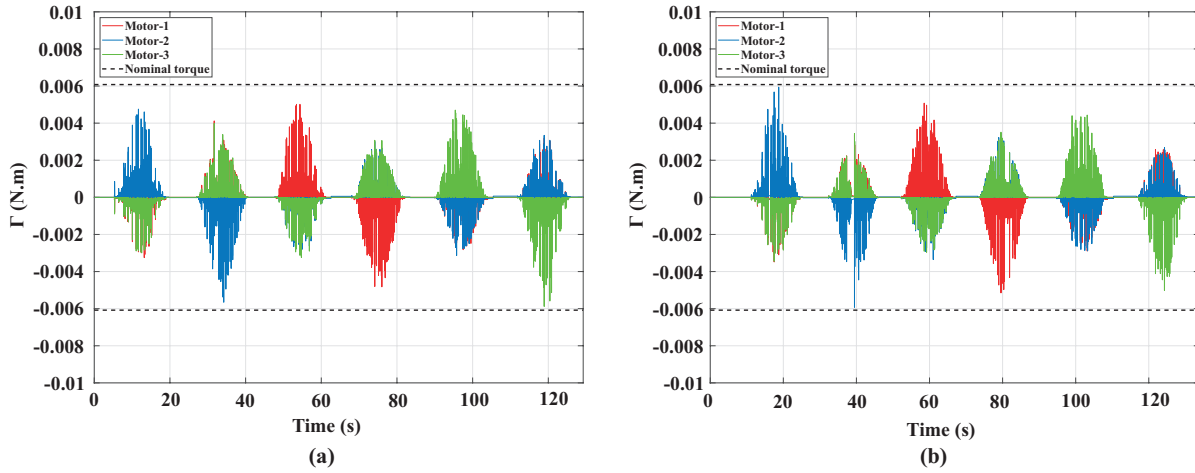 0.01
0.008
0.006
0.004
0.002
0
-0.002
-0.004
-0.006
-0.008
-0.01
Γ (N.m)
Motor-1
Motor-2
Motor-3
Nominal torque
0 20 40 60 80 100 120
Time (s)
(a)
0.01
0.008
0.006
0.004
0.002
0
-0.002
-0.004
-0.006
-0.008
-0.01
Γ (N.m)
Motor-1
Motor-2
Motor-3
Nominal torque
0 20 40 60 80 100 120
Time (s)
(b)